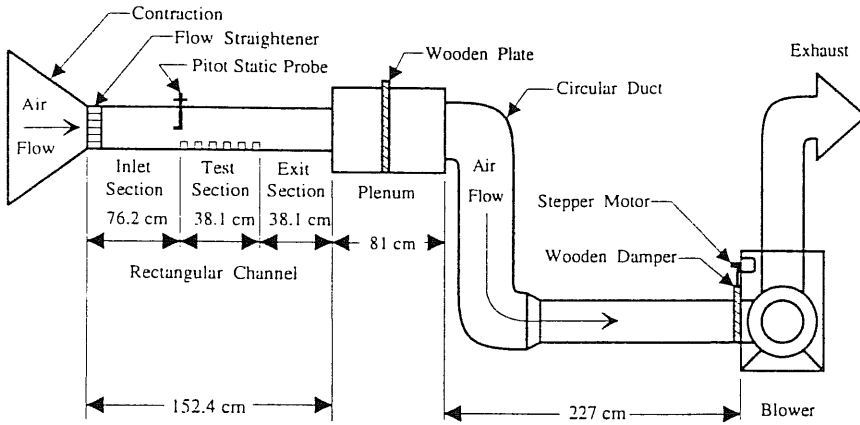 Contraction
Flow Straightener
Pitot Static Probe
Wooden Plate
Exhaust
Circular Duct
Air
Flow
Inlet
Section
76.2 cm
Test
Section
38.1 cm
Exit
Section
38.1 cm
Plenum
81 cm
Air
Flow
Stepper Motor
Wooden Damper
Rectangular Channel
152.4 cm
227 cm
Blower